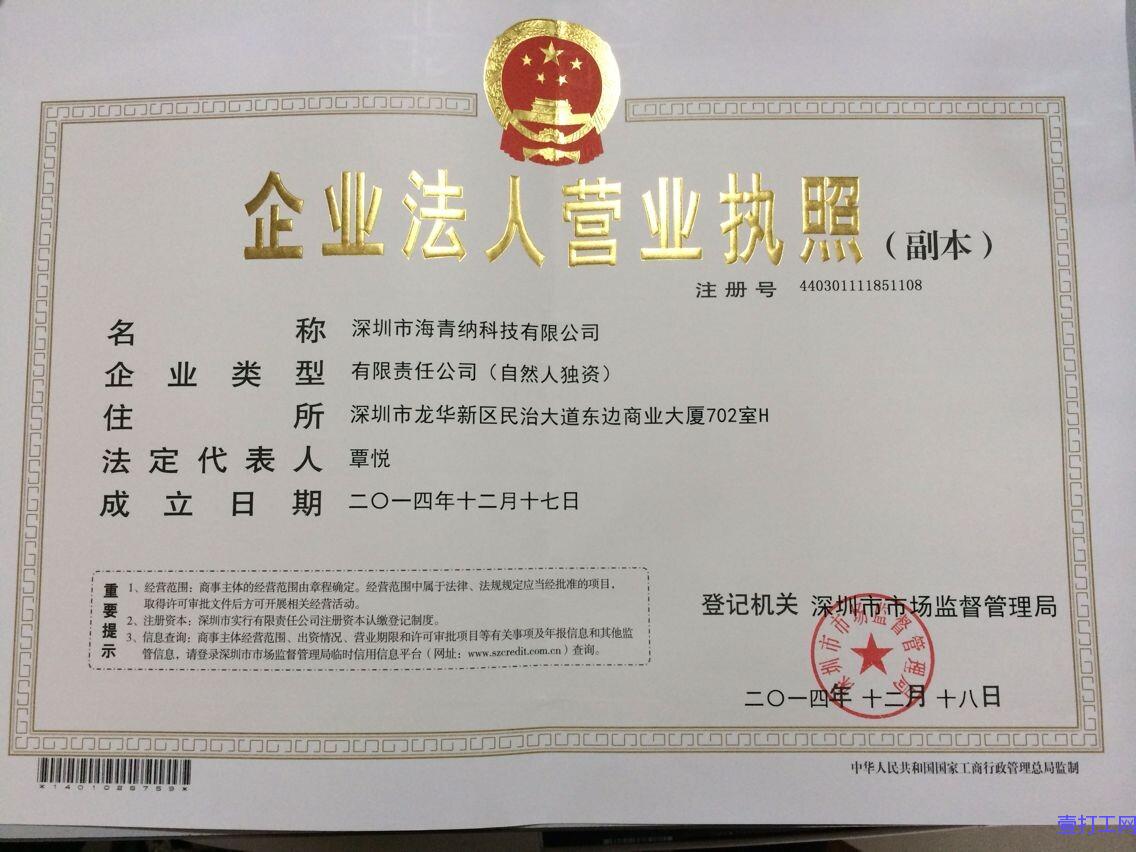 企业法人营业执照（副本）
注册号 440301111851108
名称 深圳市海青纳科技有限公司
企业类型 有限责任公司（自然人独资）
住所 深圳市龙华新区民治大道东边商业大厦702室H
法定代表人 覃悦
成立日期 二〇一四年十二月十七日
重要提示
1、经营范围：商事主体的经营范围由章程确定。经营范围中属于法律、法规规定应当经批准的项目，
取得许可审批文件后方可开展相关经营活动。
2、注册资本：深圳市实行有限责任公司注册资本认缴登记制度。
3、信息查询：商事主体经营范围、出资情况、营业期限和许可审批项目等有关事项及年报信息和其他监
管信息，请登录深圳市市场监督管理局临时信用信息平台（网址：www.szcredit.com.cn）查询。
登记机关 深圳市市场监督管理局
深圳市市场监督管理局
二〇一四年十二月十八日
*1401028759*
中华人民共和国国家工商行政管理总局监制
壹打工网